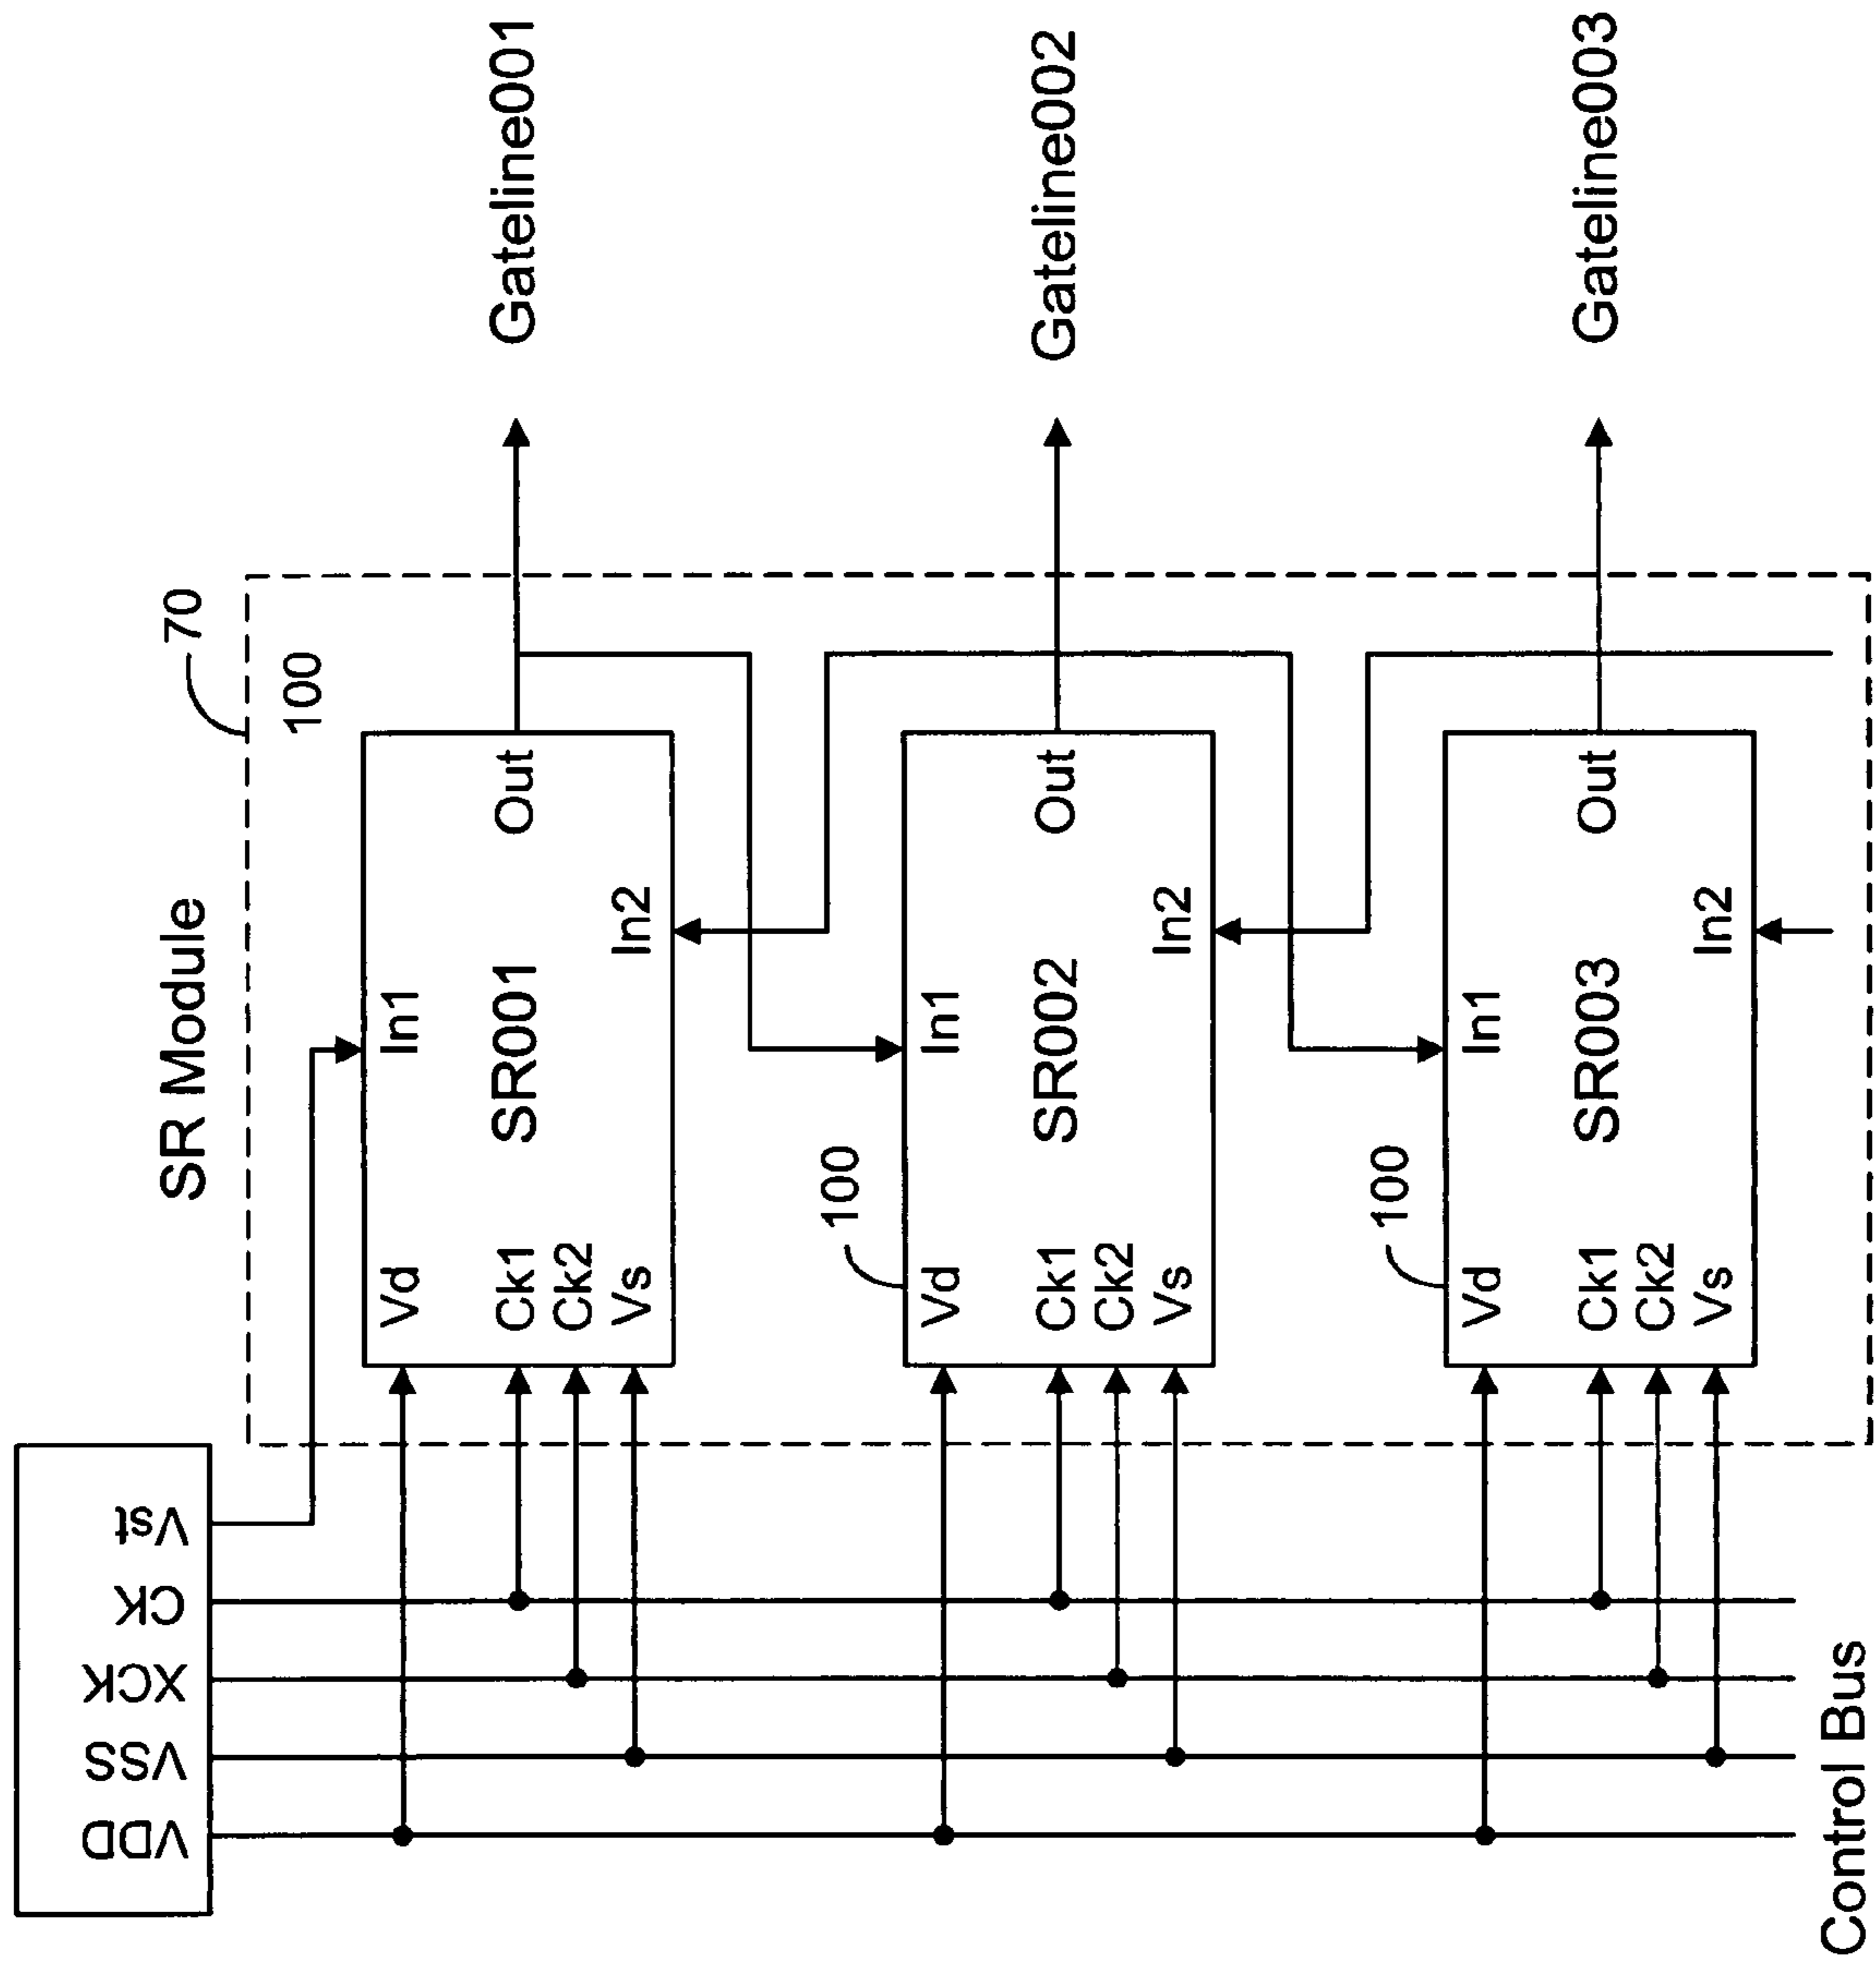 VDD
VSS
XCK
CK
Vst
SR Module
70
100
Vd
In1
Ck1
SR001
Out
Ck2
Vs
In2
Gateline001
100
Vd
In1
Ck1
SR002
Out
Ck2
Vs
In2
Gateline002
100
Vd
In1
Ck1
SR003
Out
Ck2
Vs
In2
Gateline003
Control Bus